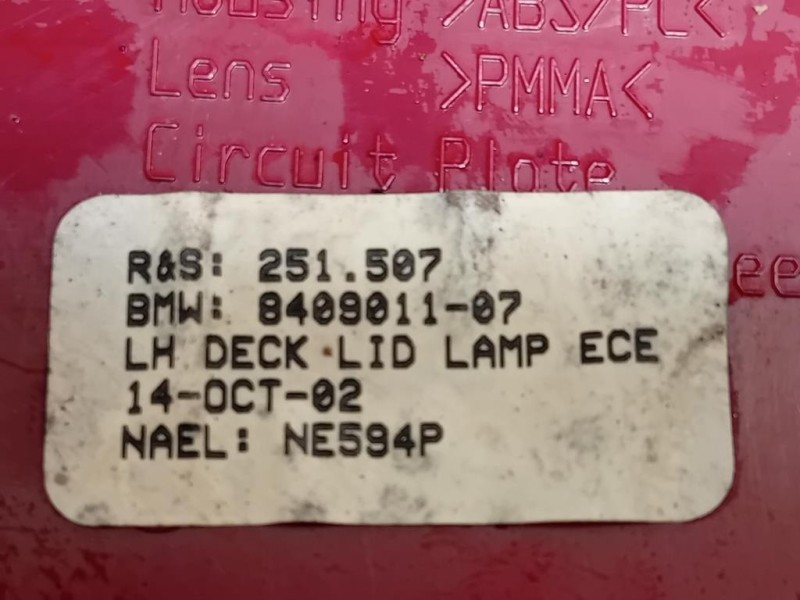 Housing >ABS/PC<
Lens >PMMA<
Circuit Plate
ee
R&S: 251.507
BMW: 8409011-07
LH DECK LID LAMP ECE
14-OCT-02
NAEL: NE594P